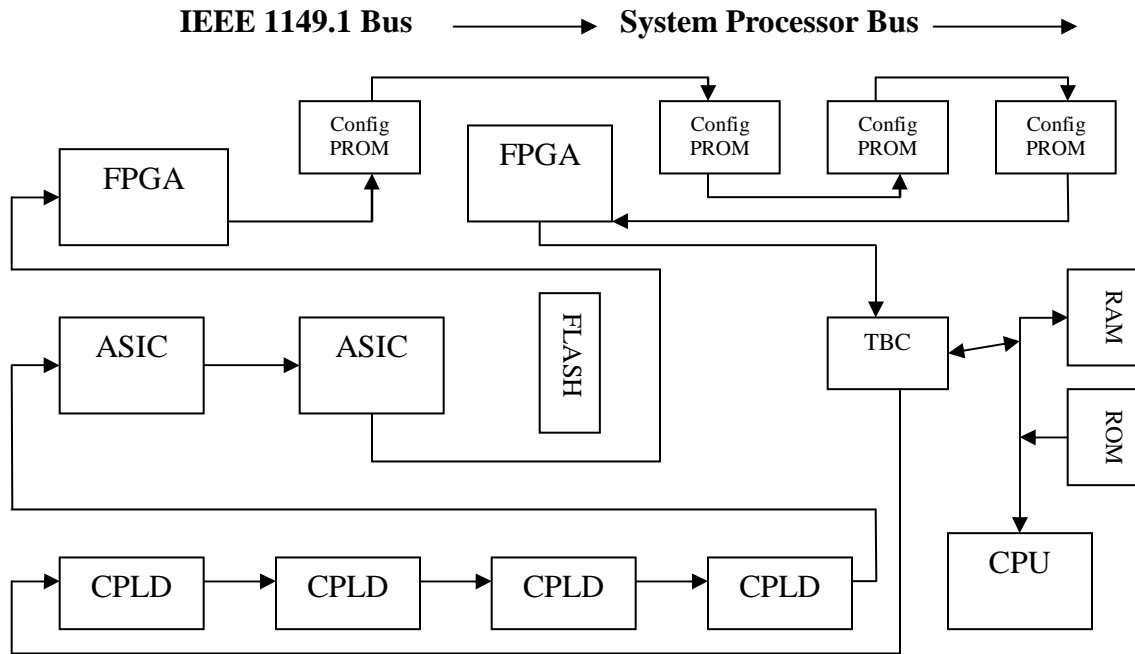 IEEE 1149.1 Bus
System Processor Bus
Config
PROM
Config
PROM
Config
PROM
Config
PROM
FPGA
FPGA
ASIC
ASIC
FLASH
TBC
RAM
ROM
CPLD
CPLD
CPLD
CPLD
CPU